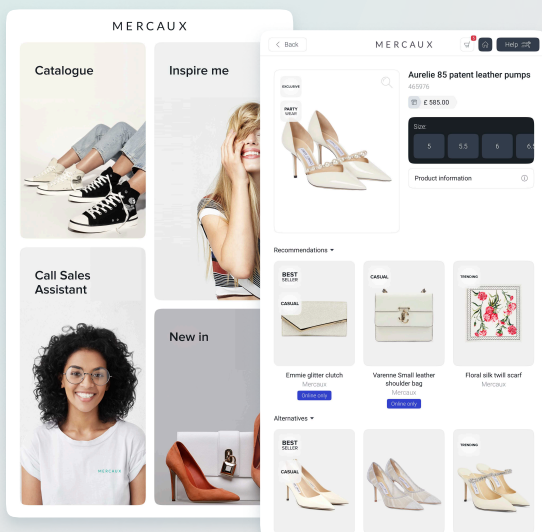 MERCAUX
Catalogue
Inspire me
Call Sales
Assistant
MERCAUX
New in
Back
MERCAUX
Help
EXCLUSIVE
PARTY
WEAR
Aurelie 85 patent leather pumps
465976
£ 585.00
Size:
5
5.5
6
6.5
Product information
Recommendations
BEST
SELLER
CASUAL
CASUAL
TRENDING
Emmie glitter clutch
Mercaux
Online only
Varenne Small leather
shoulder bag
Mercaux
Online only
Floral silk twill scarf
Mercaux
Alternatives
BEST
SELLER
CASUAL
TRENDING